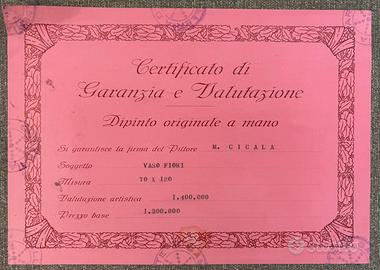 Certificato di
Garanzia e Valutazione
Dipinto originale a mano
Si garantisce la firma del Pittore M. CICALA
Soggetto VASO FIORI
Misura 70 X 120
Valutazione artistica 1.400.000
Prezzo base 1.200.000